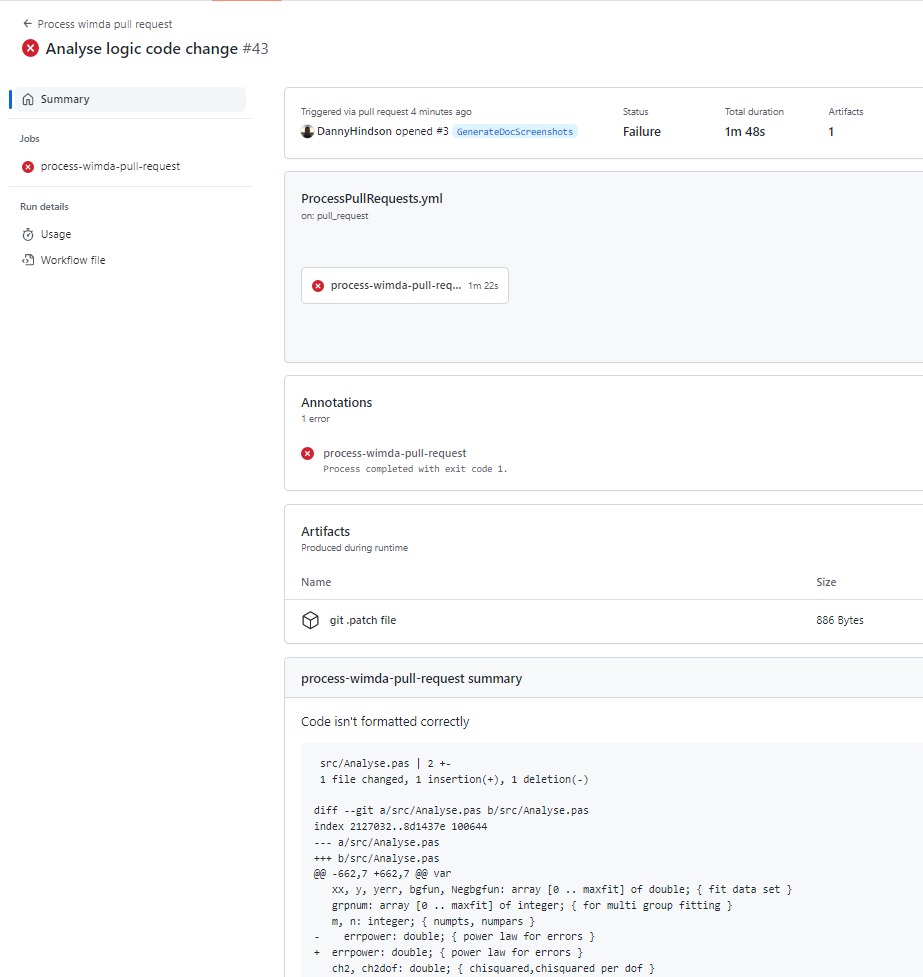 ← Process wimda pull request
Analyse logic code change #43
Summary
Jobs
process-wimda-pull-request
Run details
Usage
Workflow file
Triggered via pull request 4 minutes ago
DannyHindson opened #3 GenerateDocScreenshots
Status
Failure
Total duration
1m 48s
Artifacts
1
ProcessPullRequests.yml
on: pull_request
process-wimda-pull-req... 1m 22s
Annotations
1 error
process-wimda-pull-request
Process completed with exit code 1.
Artifacts
Produced during runtime
Name Size
git .patch file 886 Bytes
process-wimda-pull-request summary
Code isn't formatted correctly
src/Analyse.pas | 2 +-
1 file changed, 1 insertion(+), 1 deletion(-)
diff --git a/src/Analyse.pas b/src/Analyse.pas
index 2127032..8d1437e 100644
--- a/src/Analyse.pas
+++ b/src/Analyse.pas
@@ -662,7 +662,7 @@ var
xx, y, yerr, bgfun, Negbgfun: array [0 .. maxfit] of double; { fit data set }
grpnum: array [0 .. maxfit] of integer; { for multi group fitting }
m, n: integer; { numpts, numpars }
-    errpower: double; { power law for errors }
+  errpower: double; { power law for errors }
ch2, ch2dof: double; { chisquared,chisquared per dof }